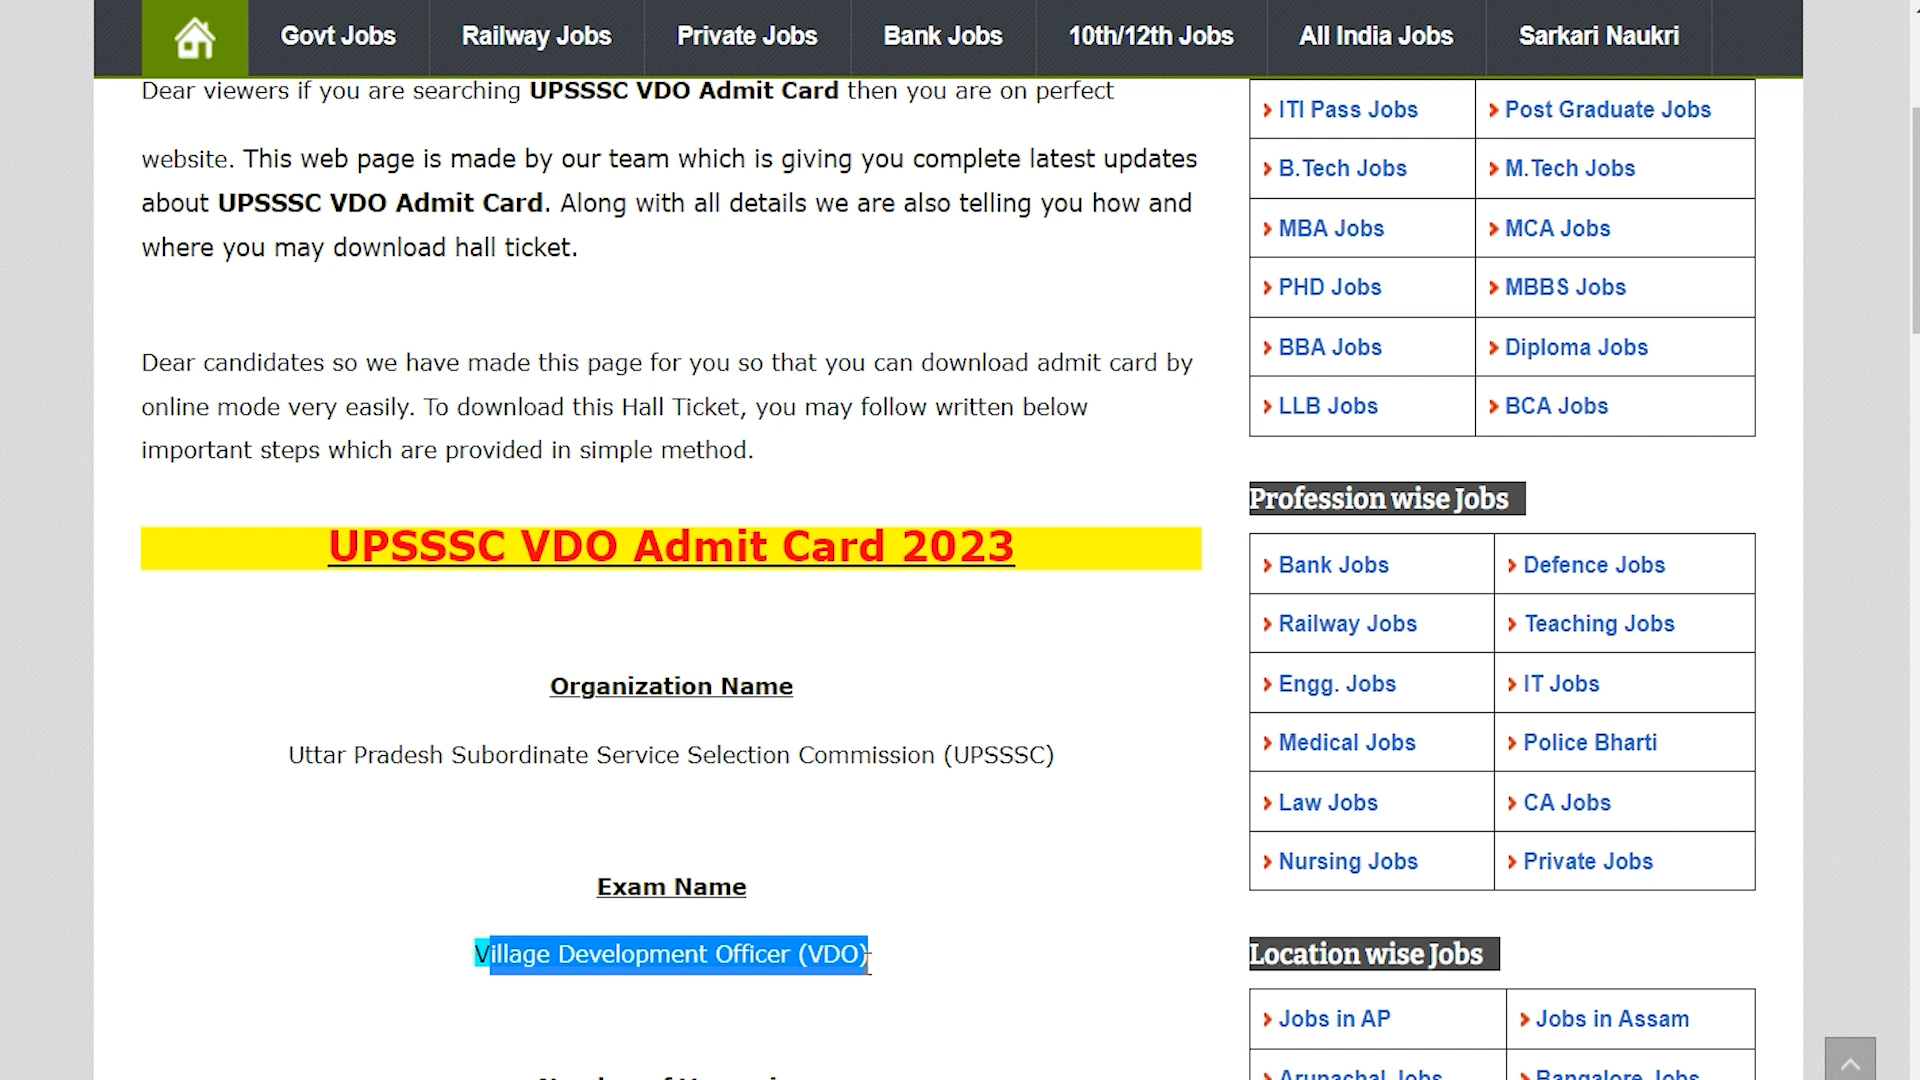 Govt Jobs Railway Jobs Private Jobs Bank Jobs 10th/12th Jobs All India Jobs Sarkari Naukri
Dear viewers if you are searching UPSSSC VDO Admit Card then you are on perfect
website. This web page is made by our team which is giving you complete latest updates
about UPSSSC VDO Admit Card. Along with all details we are also telling you how and
where you may download hall ticket.
Dear candidates so we have made this page for you so that you can download admit card by
online mode very easily. To download this Hall Ticket, you may follow written below
important steps which are provided in simple method.
UPSSSC VDO Admit Card 2023
Organization Name
Uttar Pradesh Subordinate Service Selection Commission (UPSSSC)
Exam Name
Village Development Officer (VDO)
ITI Pass Jobs Post Graduate Jobs
B.Tech Jobs M.Tech Jobs
MBA Jobs MCA Jobs
PHD Jobs MBBS Jobs
BBA Jobs Diploma Jobs
LLB Jobs BCA Jobs
Profession wise Jobs
Bank Jobs Defence Jobs
Railway Jobs Teaching Jobs
Engg. Jobs IT Jobs
Medical Jobs Police Bharti
Law Jobs CA Jobs
Nursing Jobs Private Jobs
Location wise Jobs
Jobs in AP Jobs in Assam
Arunachal Jobs Bangalore Jobs